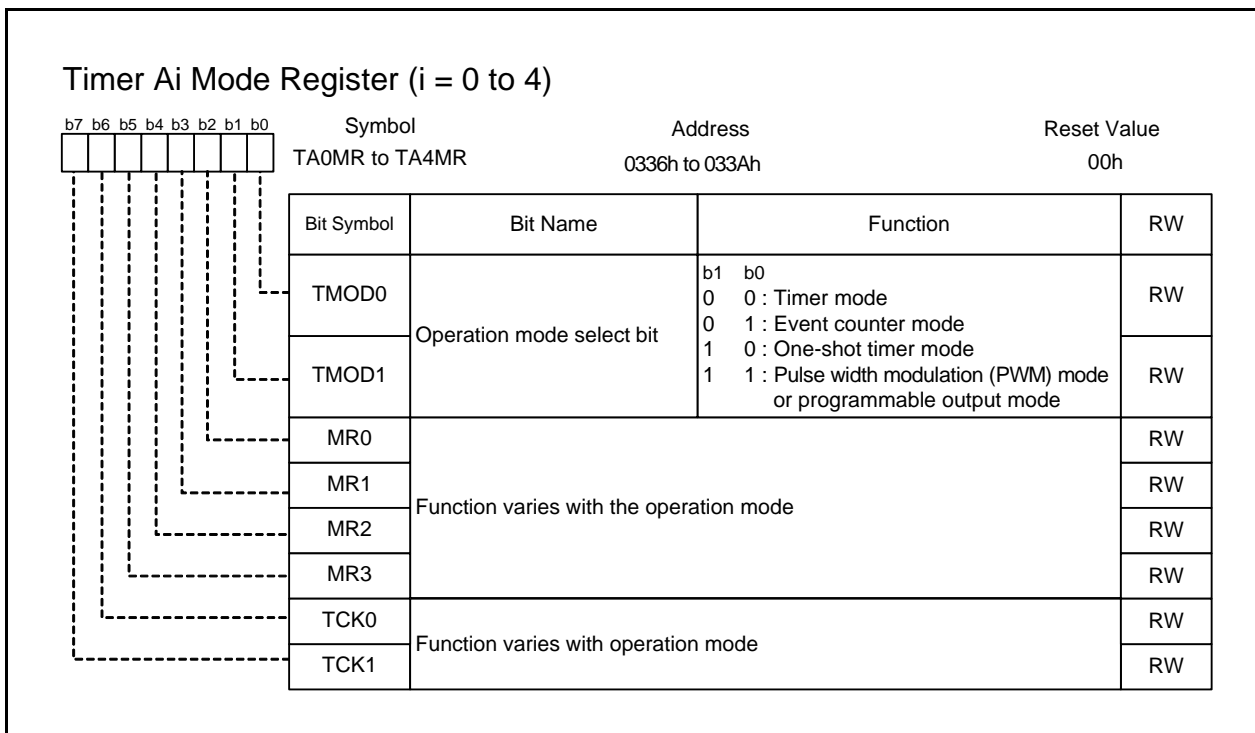 Timer Ai Mode Register (i = 0 to 4)
b7 b6 b5 b4 b3 b2 b1 b0
Symbol Address Reset Value
TA0MR to TA4MR 0336h to 033Ah 00h
Bit Symbol Bit Name Function RW
TMOD0 RW
TMOD1 RW
Operation mode select bit
b1 b0
0 0 : Timer mode
0 1 : Event counter mode
1 0 : One-shot timer mode
1 1 : Pulse width modulation (PWM) mode
or programmable output mode
MR0 RW
MR1 RW
Function varies with the operation mode
MR2 RW
MR3 RW
TCK0 RW
Function varies with operation mode
TCK1 RW